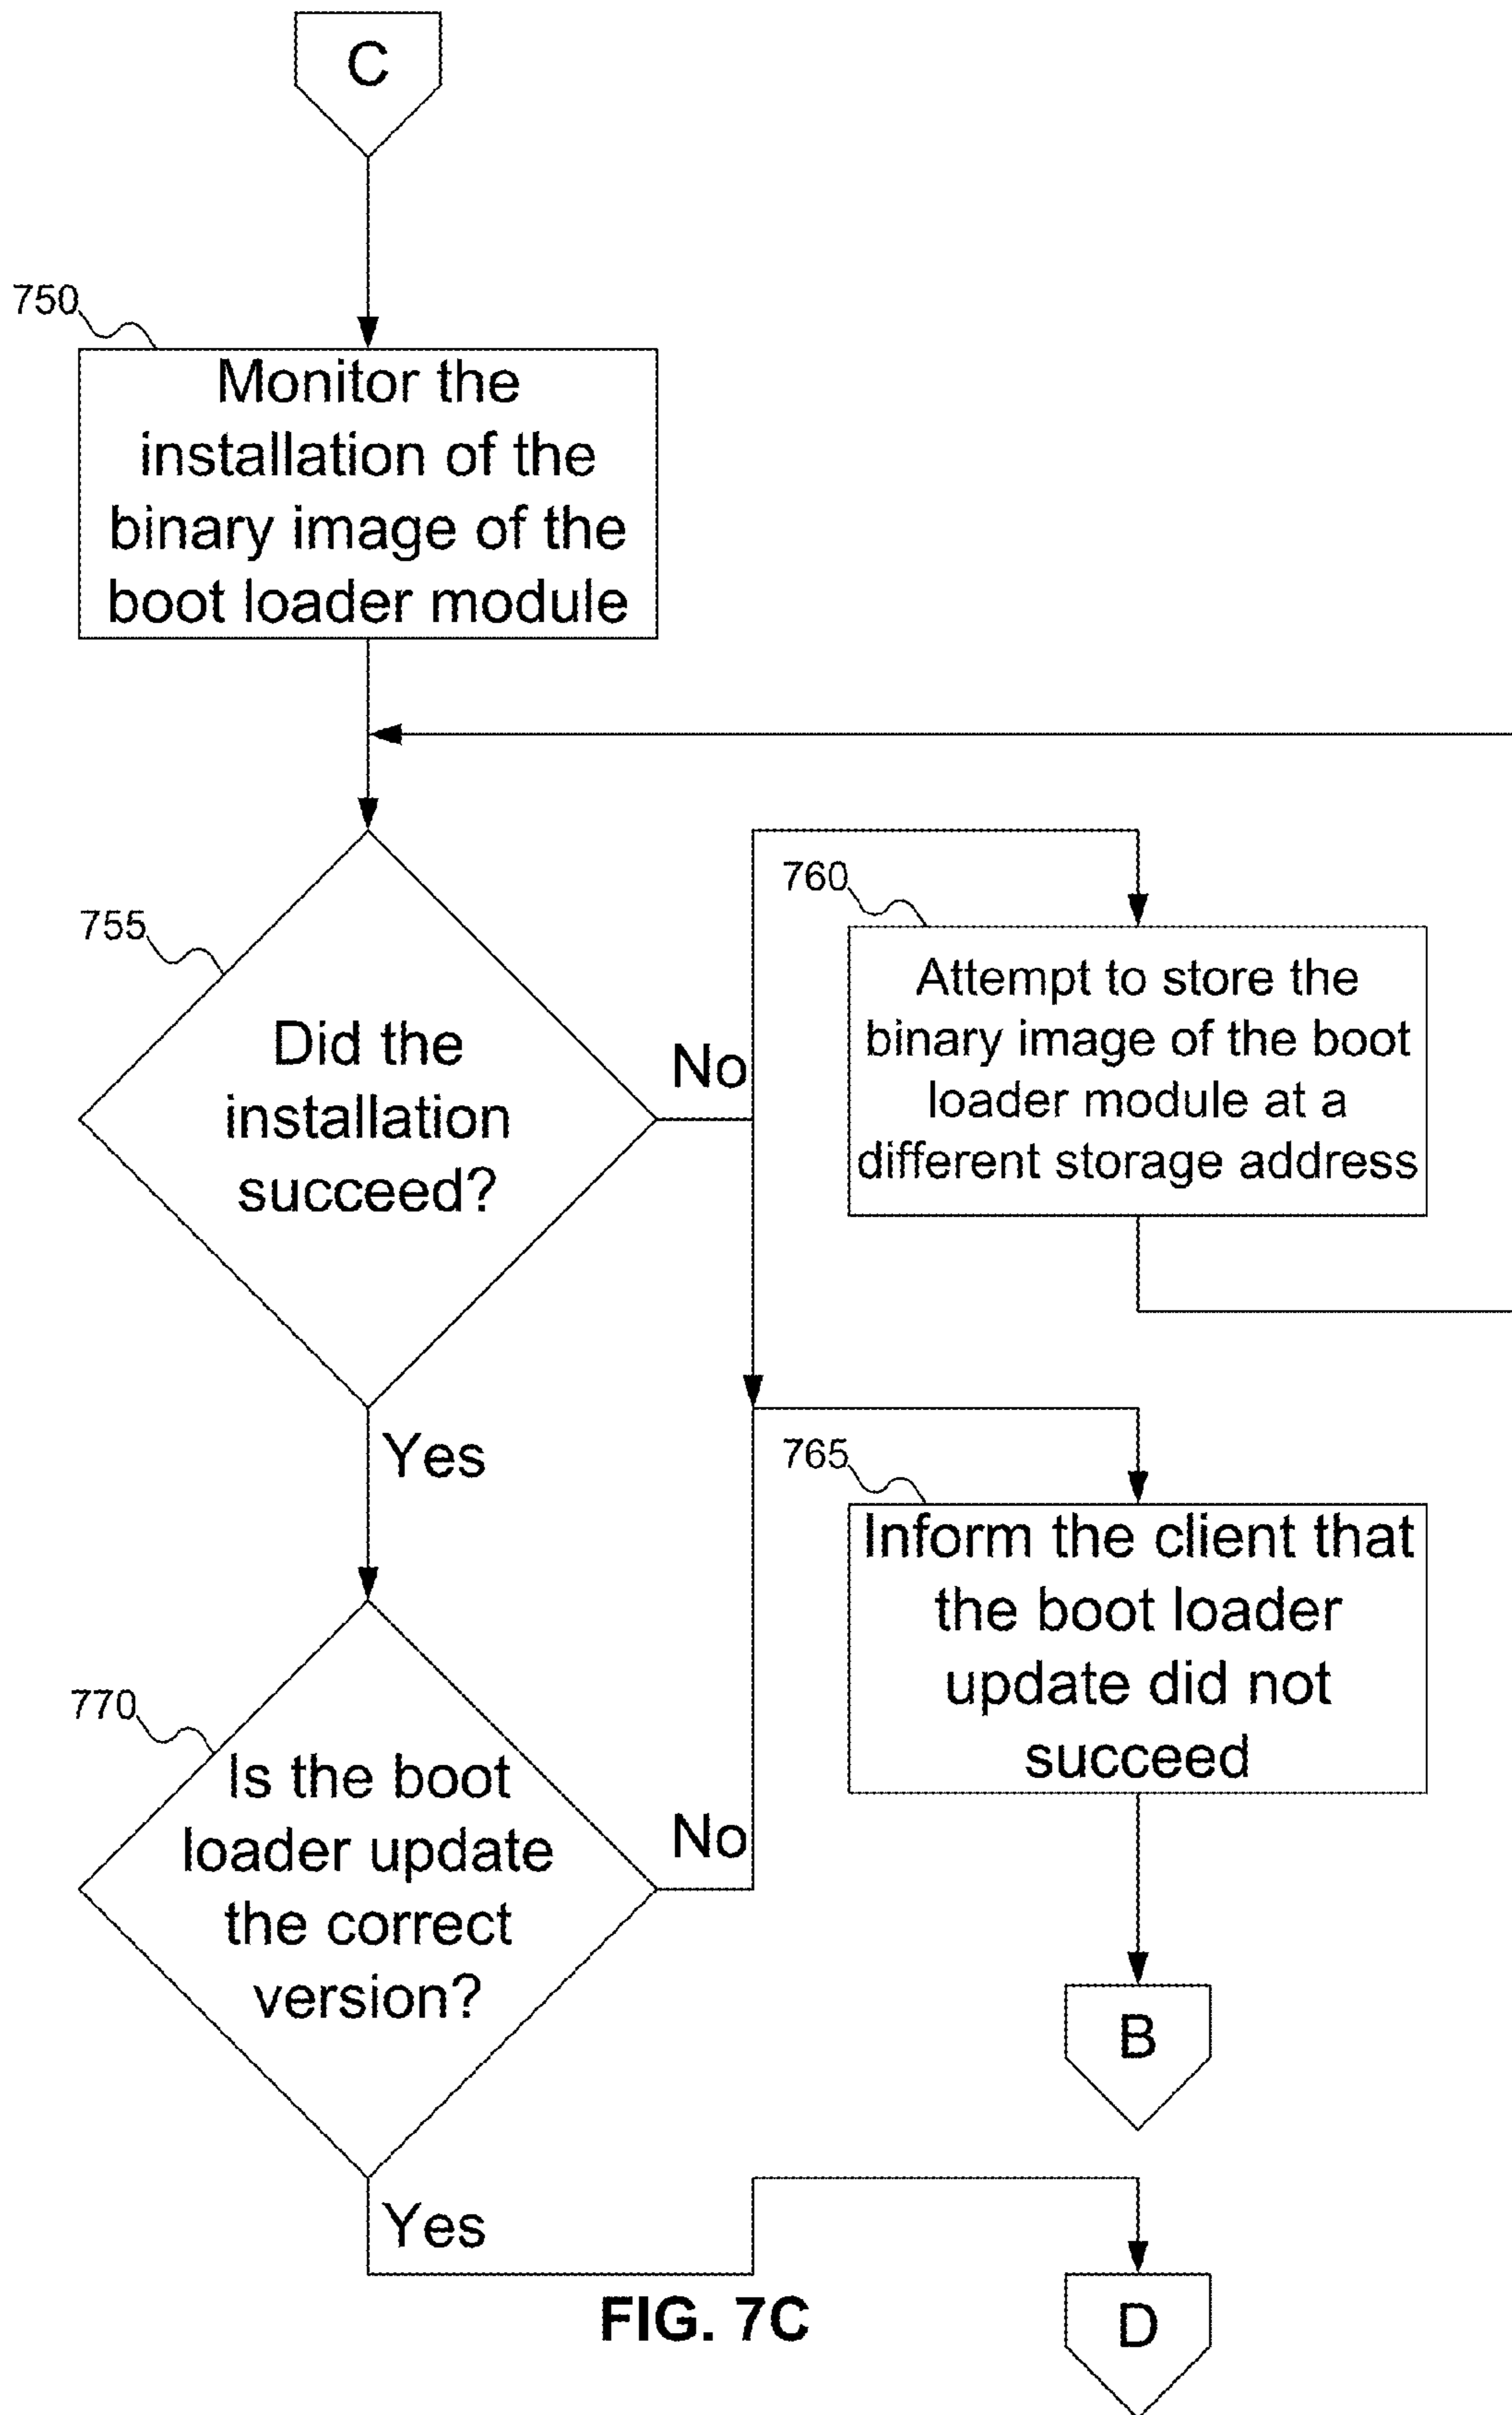 C
750
Monitor the
installation of the
binary image of the
boot loader module
755
Did the
installation
succeed?
No
760
Attempt to store the
binary image of the boot
loader module at a
different storage address
Yes
765
Inform the client that
the boot loader
update did not
succeed
770
Is the boot
loader update
the correct
version?
No
B
Yes
D
FIG. 7C